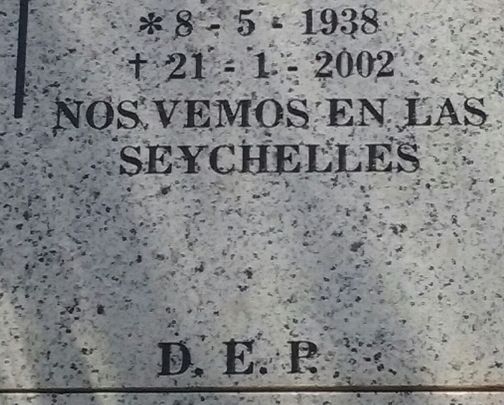 * 8 - 5 - 1938
† 21 - 1 - 2002
NOS VEMOS EN LAS
SEYCHELLES
D. E. P.